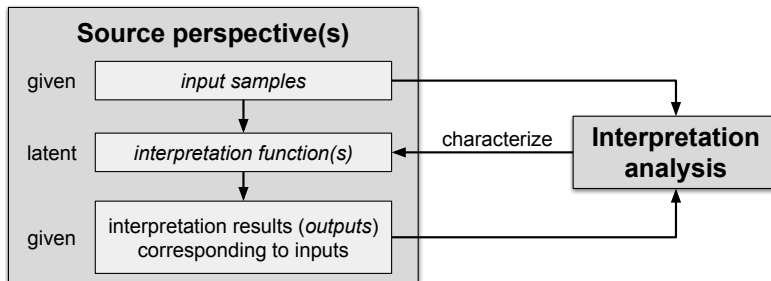 Source perspective(s)
given
input samples
latent
interpretation function(s)
characterize
Interpretation
analysis
given
interpretation results (outputs)
corresponding to inputs